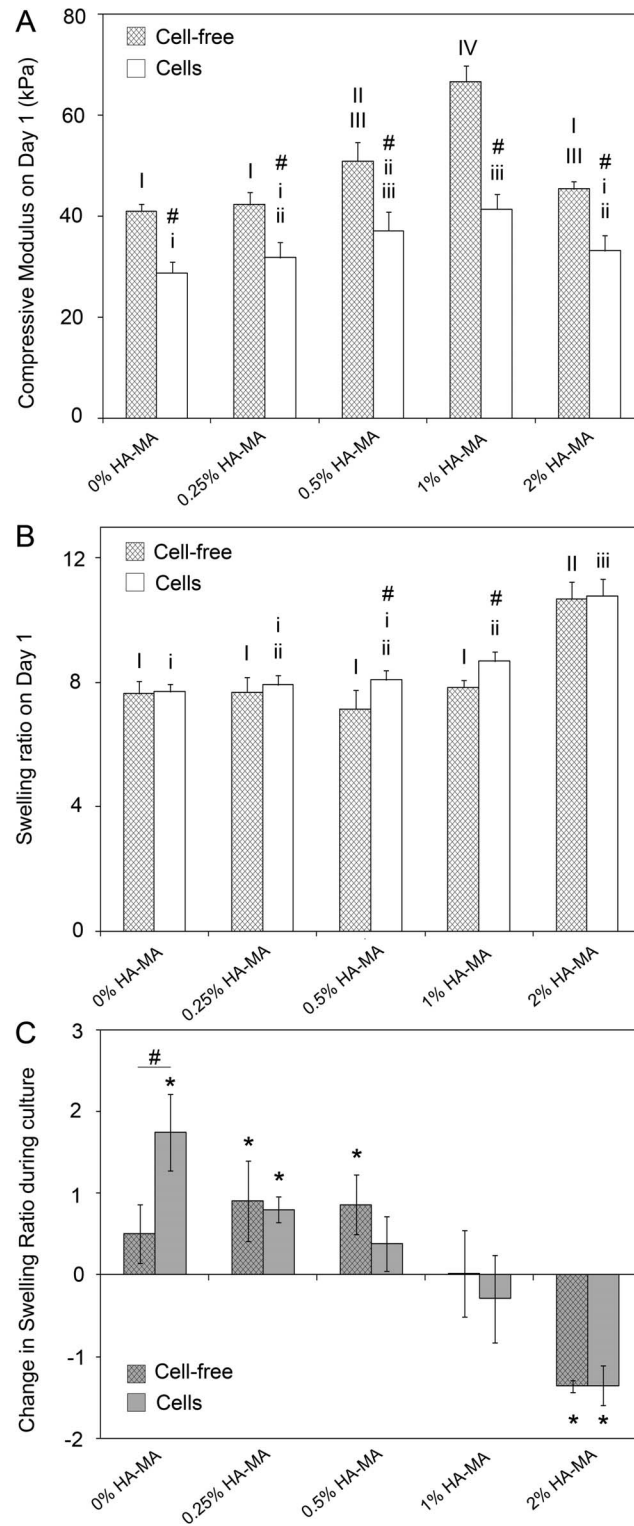 A
Compressive Modulus on Day 1 (kPa)
80
60
40
20
0
Cell-free
Cells
I
#
i
I
#
i
ii
II
III
#
ii
iii
IV
#
iii
I
III
#
i
ii
0% HA-MA
0.25% HA-MA
0.5% HA-MA
1% HA-MA
2% HA-MA
B
Swelling ratio on Day 1
12
8
4
0
Cell-free
Cells
I
i
I
i
ii
I
#
i
ii
I
#
ii
II
iii
0% HA-MA
0.25% HA-MA
0.5% HA-MA
1% HA-MA
2% HA-MA
C
Change in Swelling Ratio during culture
3
2
1
0
-1
-2
#
*
*
*
*
*
*
Cell-free
Cells
0% HA-MA
0.25% HA-MA
0.5% HA-MA
1% HA-MA
2% HA-MA